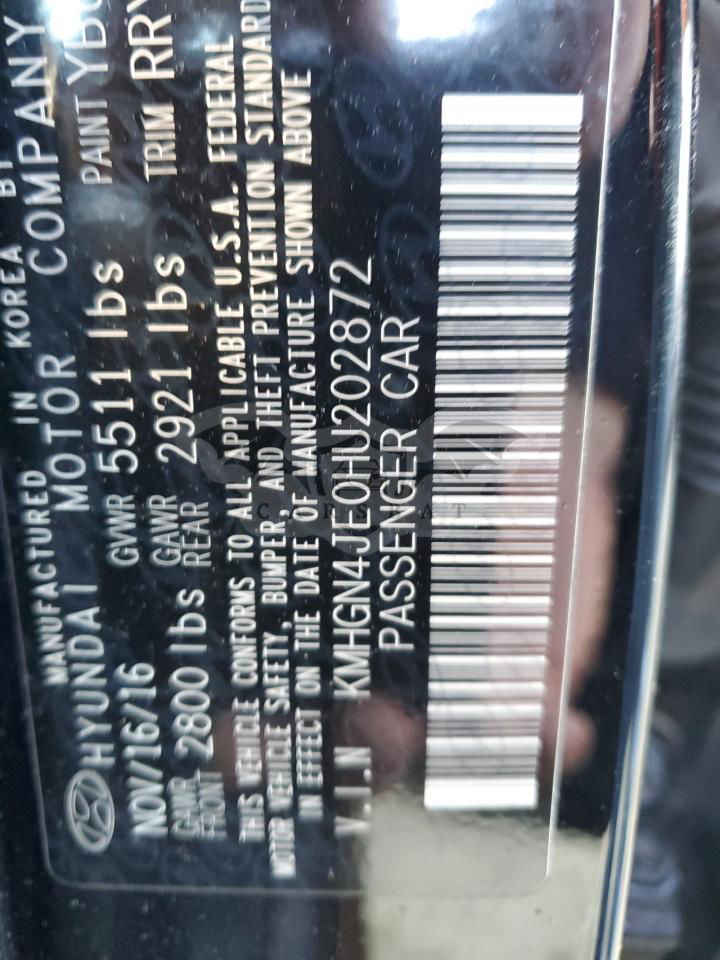 MANUFACTURED IN KOREA BY
HYUNDAI MOTOR COMPANY
NOV/16/16 GVWR 5511 lbs PAINT
GAWR FRONT 2800 lbs GAWR REAR 2921 lbs TRIM RRY
THIS VEHICLE CONFORMS TO ALL APPLICABLE U.S.A. FEDERAL
MOTOR VEHICLE SAFETY, BUMPER AND THEFT PREVENTION STANDARD
IN EFFECT ON THE DATE OF MANUFACTURE SHOWN ABOVE
V.I.N KMHGN4JE0HU202872
PASSENGER CAR